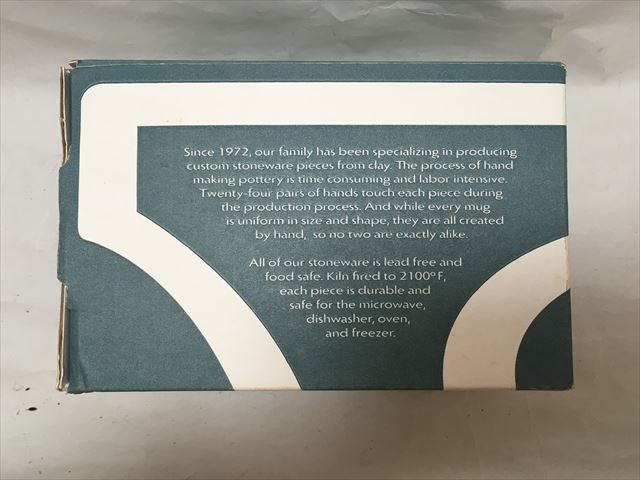 Since 1972, our family has been specializing in producing
custom stoneware pieces from clay. The process of hand
making pottery is time consuming and labor intensive.
Twenty-four pairs of hands touch each piece during
the production process. And while every mug
is uniform in size and shape, they are all created
by hand, so no two are exactly alike.
All of our stoneware is lead free and
food safe. Kiln fired to 2100° F,
each piece is durable and
safe for the microwave,
dishwasher, oven,
and freezer.